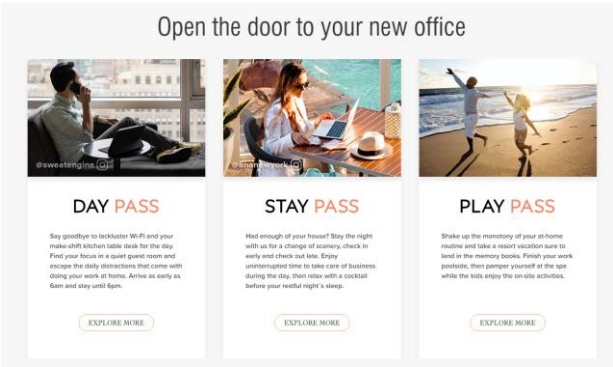 Open the door to your new office
@sweetengine
@ananewyork
DAY PASS
Say goodbye to lackluster Wi-Fi and your
make-shift kitchen table desk for the day.
Find your focus in a quiet guest room and
escape the daily distractions that come with
doing your work at home. Arrive as early as
6am and stay until 6pm.
EXPLORE MORE
STAY PASS
Had enough of your house? Stay the night
with us for a change of scenery, check in
early and check out late. Enjoy
uninterrupted time to take care of business
during the day, then relax with a cocktail
before your restful night`s sleep.
EXPLORE MORE
PLAY PASS
Shake up the monotony of your at-home
routine and take a resort vacation sure to
land in the memory books. Finish your work
poolside, then pamper yourself at the spa
while the kids enjoy the on-site activities.
EXPLORE MORE